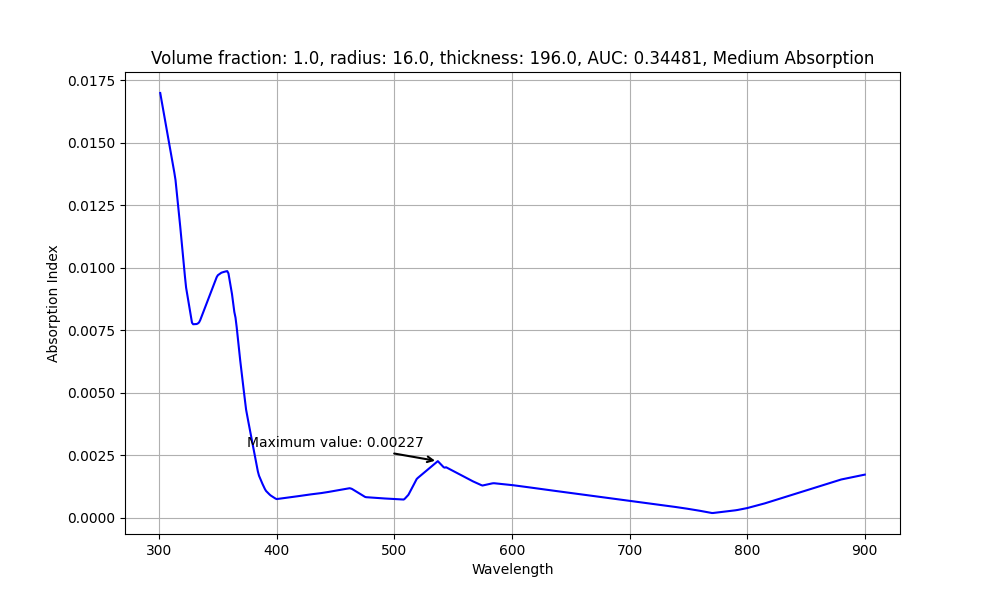 Volume fraction: 1.0, radius: 16.0, thickness: 196.0, AUC: 0.34481, Medium Absorption
0.0175
0.0150
0.0125
0.0100
0.0075
0.0050
0.0025
0.0000
Absorption Index
Maximum value: 0.00227
300 400 500 600 700 800 900
Wavelength